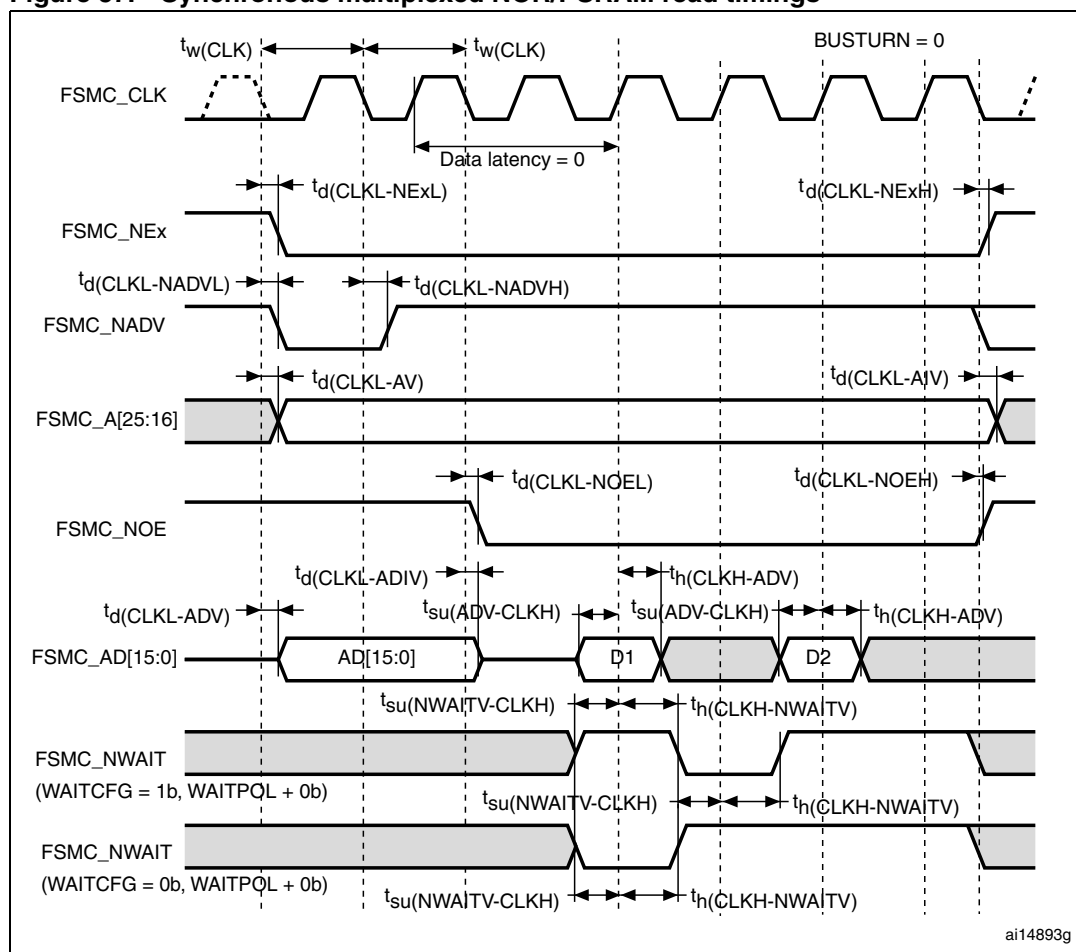 Figure 37. Synchronous multiplexed NOR/PSRAM read timings
BUSTURN = 0
tw(CLK) tw(CLK)
FSMC_CLK
Data latency = 0
td(CLKL-NExL) td(CLKL-NExH)
FSMC_NEx
td(CLKL-NADVL) td(CLKL-NADVH)
FSMC_NADV
td(CLKL-AV) td(CLKL-AIV)
FSMC_A[25:16]
td(CLKL-NOEL) td(CLKL-NOEH)
FSMC_NOE
td(CLKL-ADIV) th(CLKH-ADV)
td(CLKL-ADV) tsu(ADV-CLKH) tsu(ADV-CLKH) th(CLKH-ADV)
FSMC_AD[15:0] AD[15:0] D1 D2
tsu(NWAITV-CLKH) th(CLKH-NWAITV)
FSMC_NWAIT
(WAITCFG = 1b, WAITPOL + 0b)
tsu(NWAITV-CLKH) th(CLKH-NWAITV)
FSMC_NWAIT
(WAITCFG = 0b, WAITPOL + 0b)
tsu(NWAITV-CLKH) th(CLKH-NWAITV)
ai14893g